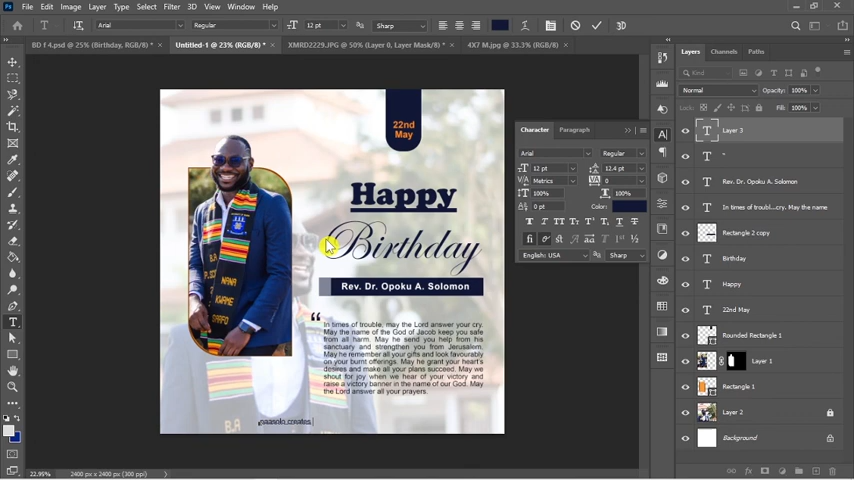 File Edit Image Layer Type Select Filter 3D View Window Help
Arial Regular 12 pt Sharp 3D
BD f 4.psd @ 25% (Birthday, RGB/8) * Untitled-1 @ 23% (RGB/8) * XMRD2229.JPG @ 50% (Layer 0, Layer Mask/8) * 4X7 M.jpg @ 33.3% (RGB/8)
22nd
May
Happy
Birthday
Rev. Dr. Opoku A. Solomon
“
In times of trouble, may the Lord answer your cry.
May the name of the God of Jacob keep you safe
from all harm. May he send you help from his
sanctuary and strengthen you from Jerusalem.
May he remember all your gifts and look favourably
on your burnt offerings. May he grant your heart's
desires and make all your plans succeed. May we
shout for joy when we hear of your victory and
raise a victory banner in the name of our God. May
the Lord answer all your prayers.
NANA
KWANE
Character Paragraph
Arial Regular
12 pt 12.4 pt
Metrics 0
100% 100%
0 pt Color:
English: USA Sharp
Layers Channels Paths
Kind
Normal Opacity: 100%
Lock: Fill: 100%
Layer 3
"
Rev. Dr. Opoku A. Solomon
In times of troubl...cry. May the name
Rectangle 2 copy
Birthday
Happy
22nd May
Rounded Rectangle 1
Layer 1
Rectangle 1
Layer 2
Background
22.95% 2400 px x 2400 px (300 ppi)